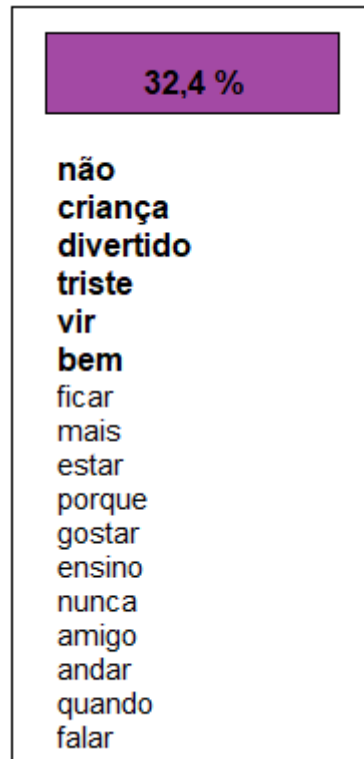 32,4 %
não
criança
divertido
triste
vir
bem
ficar
mais
estar
porque
gostar
ensino
nunca
amigo
andar
quando
falar